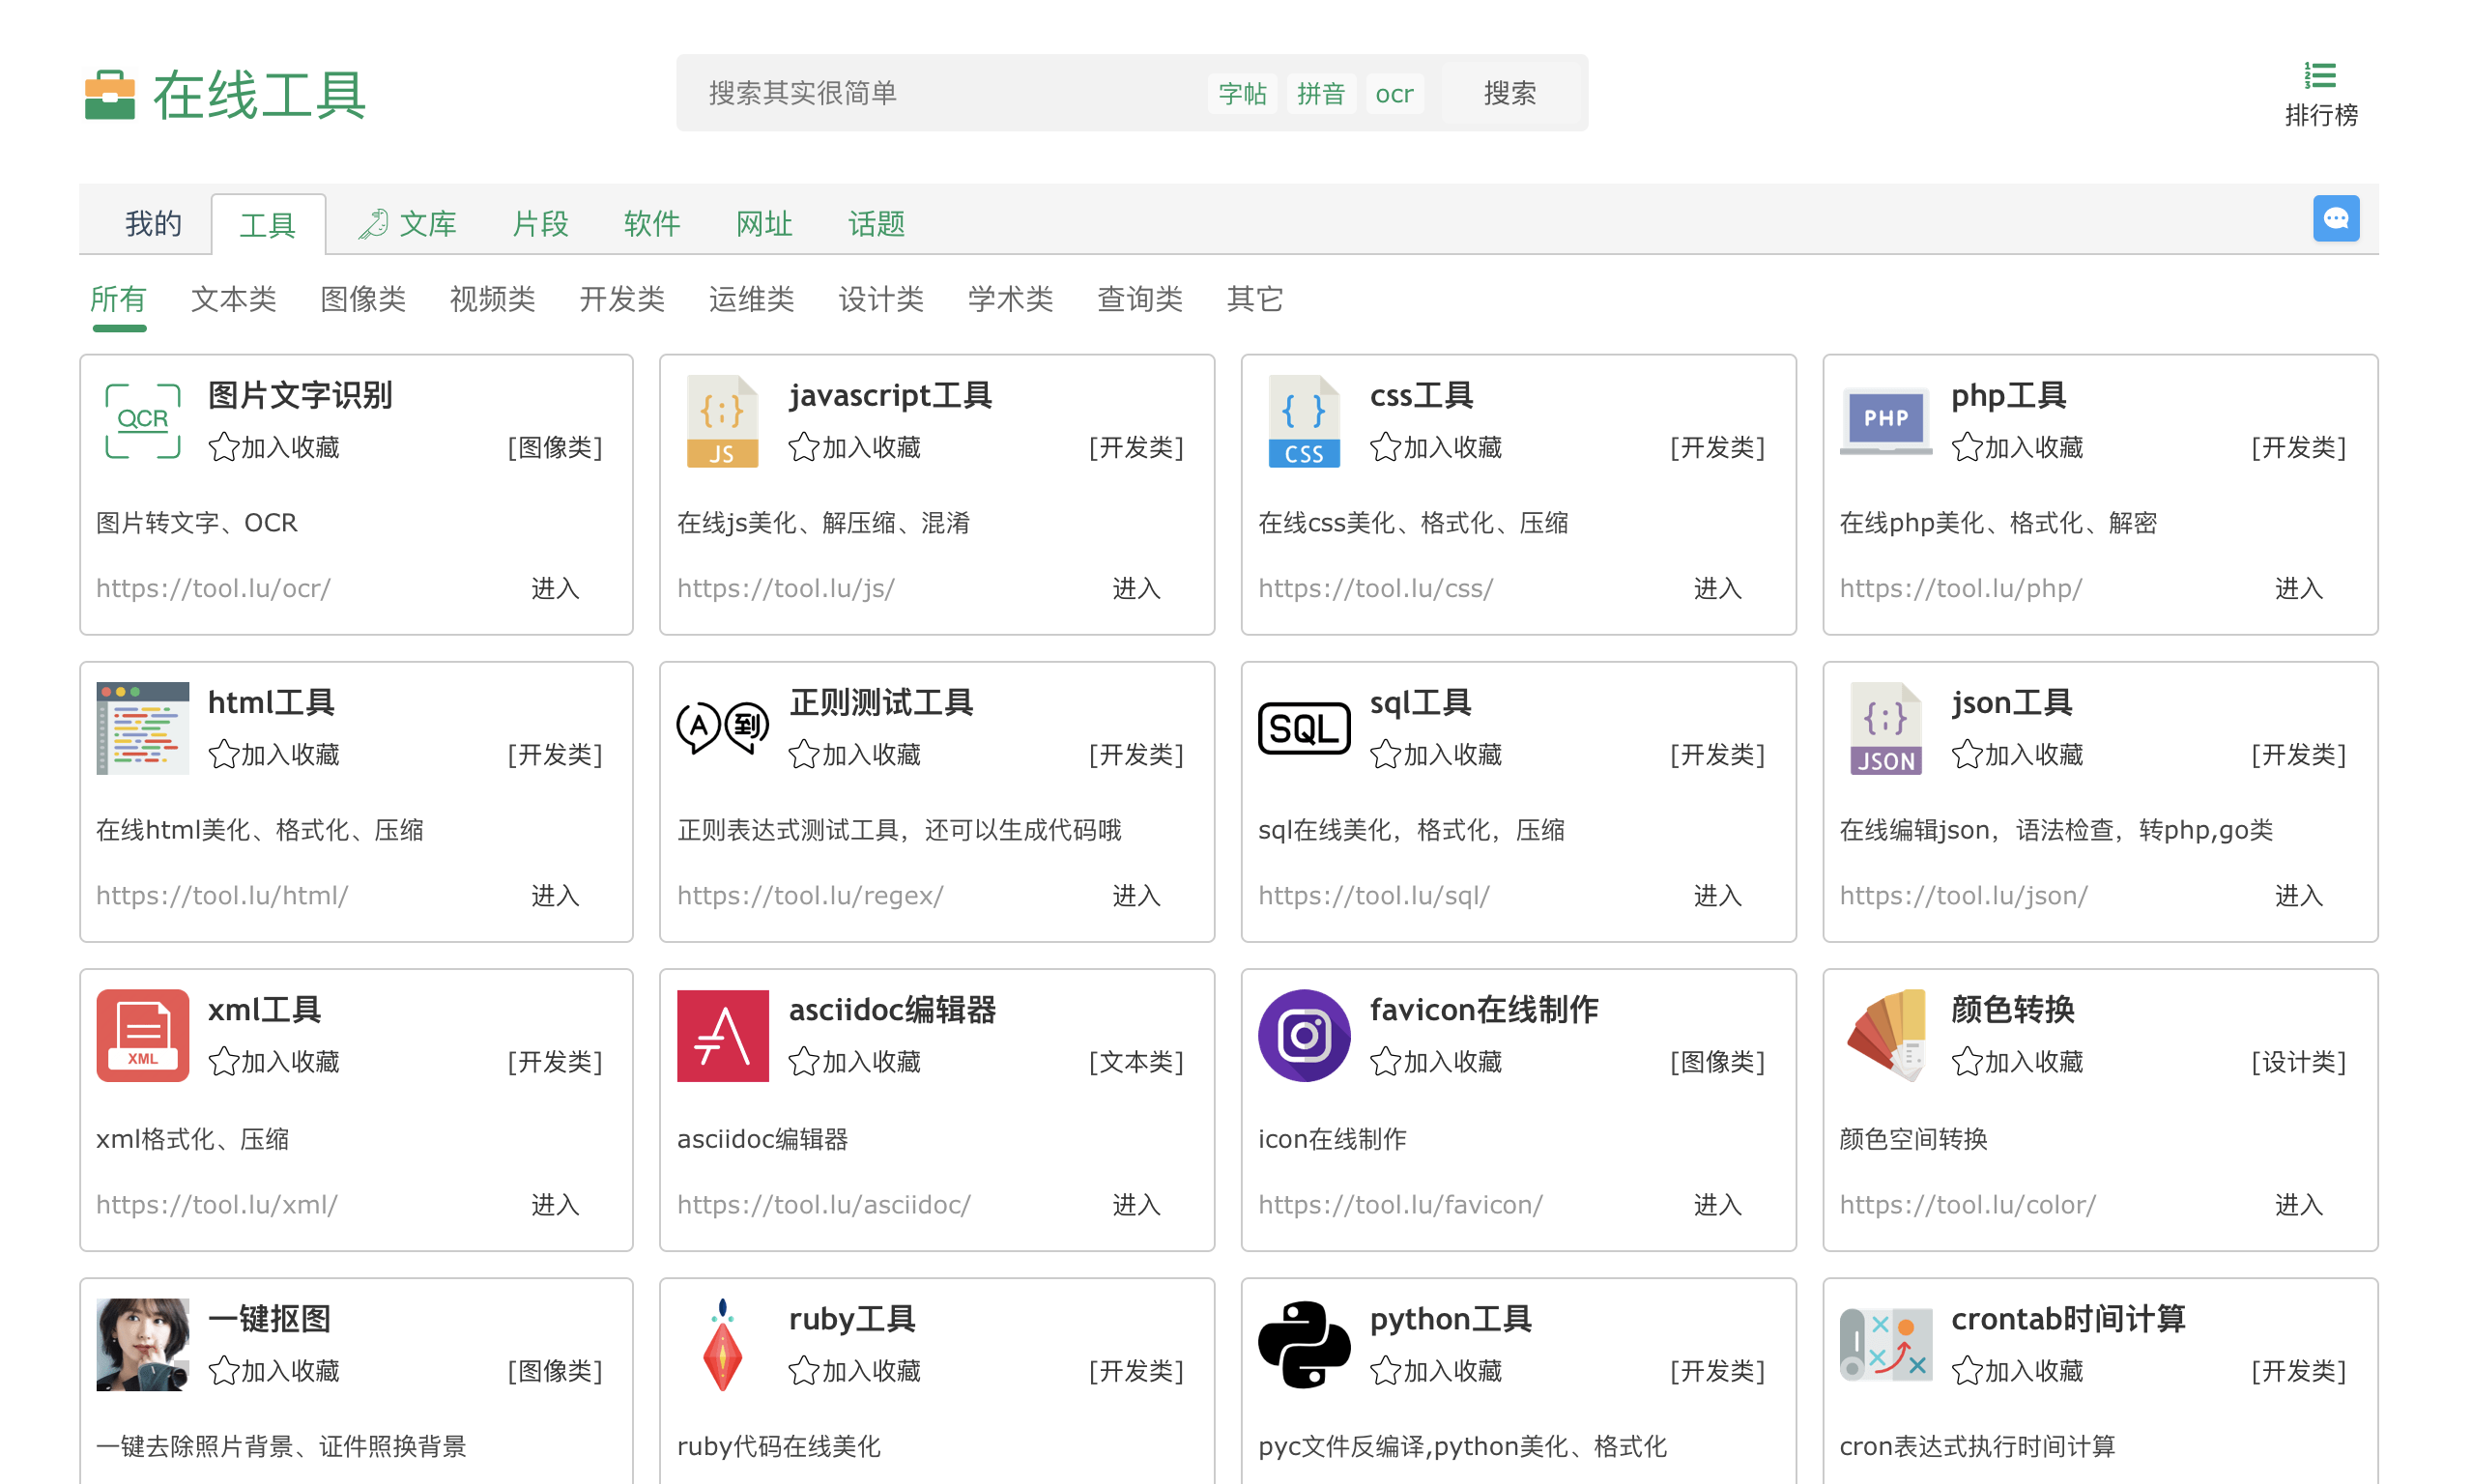 在线工具
搜索其实很简单 字帖 拼音 ocr 搜索
排行榜
我的 工具 文库 片段 软件 网址 话题
所有 文本类 图像类 视频类 开发类 运维类 设计类 学术类 查询类 其它
OCR
图片文字识别
加入收藏 [图像类]
图片转文字、OCR
https://tool.lu/ocr/ 进入
JS
javascript工具
加入收藏 [开发类]
在线js美化、解压缩、混淆
https://tool.lu/js/ 进入
CSS
css工具
加入收藏 [开发类]
在线css美化、格式化、压缩
https://tool.lu/css/ 进入
PHP
php工具
加入收藏 [开发类]
在线php美化、格式化、解密
https://tool.lu/php/ 进入
html工具
加入收藏 [开发类]
在线html美化、格式化、压缩
https://tool.lu/html/ 进入
A 到
正则测试工具
加入收藏 [开发类]
正则表达式测试工具，还可以生成代码哦
https://tool.lu/regex/ 进入
SQL
sql工具
加入收藏 [开发类]
sql在线美化，格式化，压缩
https://tool.lu/sql/ 进入
JSON
json工具
加入收藏 [开发类]
在线编辑json，语法检查，转php,go类
https://tool.lu/json/ 进入
XML
xml工具
加入收藏 [开发类]
xml格式化、压缩
https://tool.lu/xml/ 进入
asciidoc编辑器
加入收藏 [文本类]
asciidoc编辑器
https://tool.lu/asciidoc/ 进入
favicon在线制作
加入收藏 [图像类]
icon在线制作
https://tool.lu/favicon/ 进入
颜色转换
加入收藏 [设计类]
颜色空间转换
https://tool.lu/color/ 进入
一键抠图
加入收藏 [图像类]
一键去除照片背景、证件照换背景
ruby工具
加入收藏 [开发类]
ruby代码在线美化
python工具
加入收藏 [开发类]
pyc文件反编译,python美化、格式化
crontab时间计算
加入收藏 [开发类]
cron表达式执行时间计算